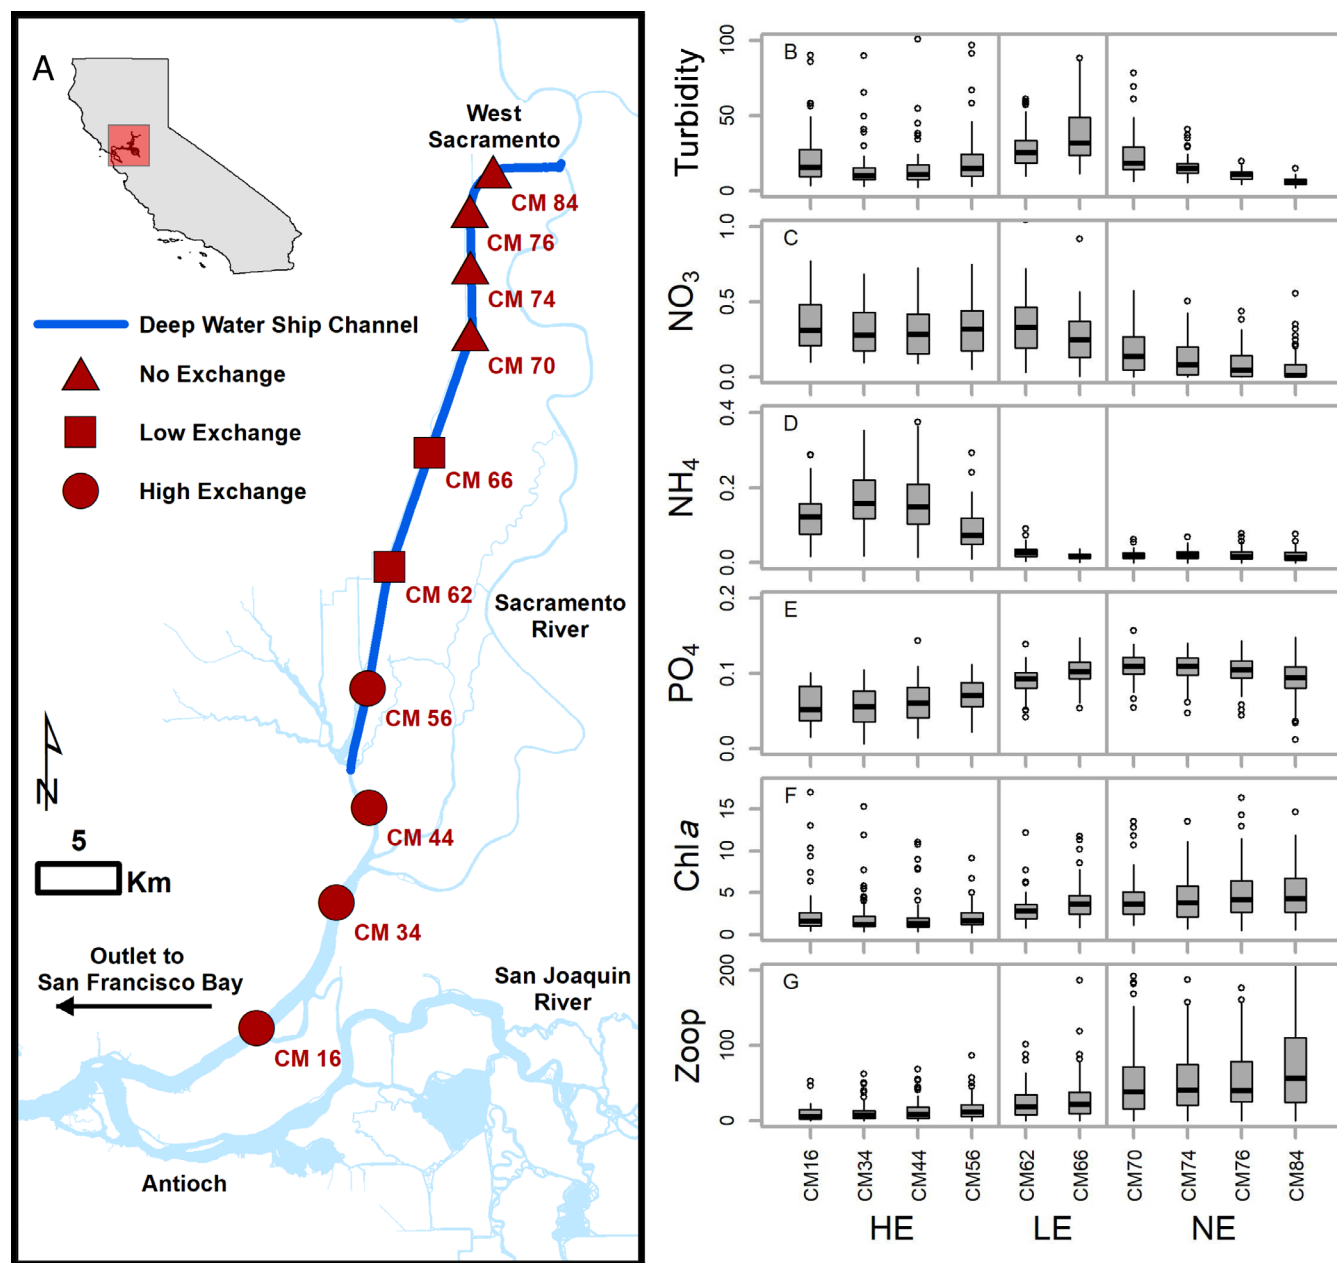 A
West
Sacramento
CM 84
CM 76
CM 74
CM 70
Deep Water Ship Channel
No Exchange
Low Exchange
High Exchange
CM 66
CM 62
Sacramento
River
CM 56
N
CM 44
5
Km
CM 34
Outlet to
San Francisco Bay
San Joaquin
River
CM 16
Antioch
B
Turbidity
100
50
0
C
NO3
1.0
0.5
0.0
D
NH4
0.4
0.2
0.0
E
PO4
0.2
0.1
0.0
F
Chl a
15
10
5
0
G
Zoop
200
100
0
CM16
CM34
CM44
CM56
CM62
CM66
CM70
CM74
CM76
CM84
HE
LE
NE